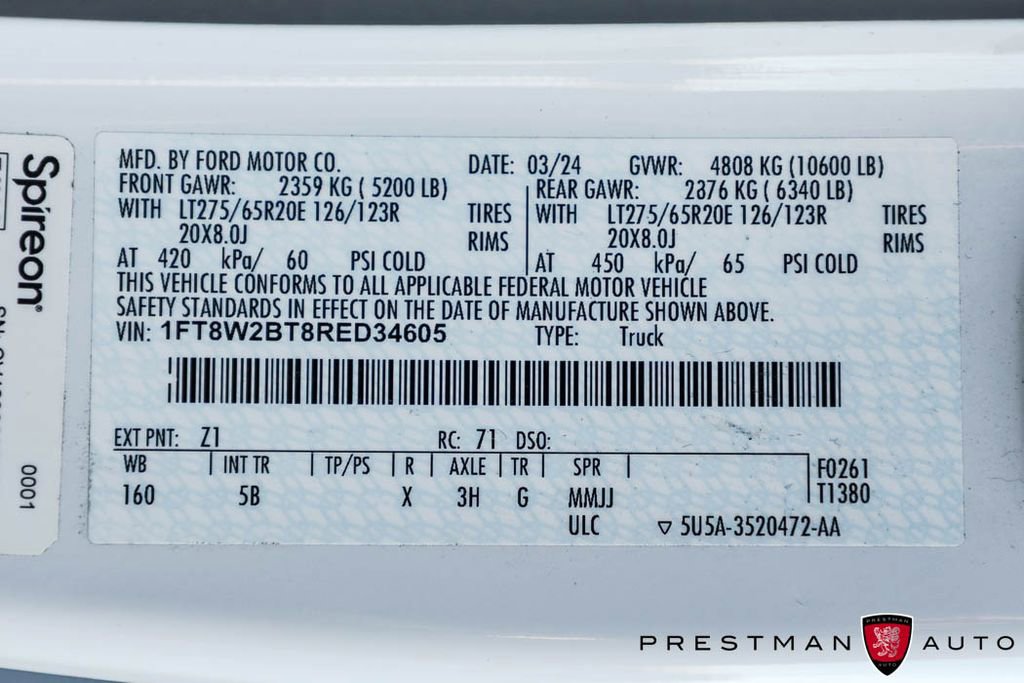 MFD. BY FORD MOTOR CO. DATE: 03/24 GVWR: 4808 KG (10600 LB)
FRONT GAWR: 2359 KG ( 5200 LB) REAR GAWR: 2376 KG ( 6340 LB)
WITH LT275/65R20E 126/123R TIRES WITH LT275/65R20E 126/123R TIRES
20X8.0J RIMS 20X8.0J RIMS
AT 420 kPa/ 60 PSI COLD AT 450 kPa/ 65 PSI COLD
THIS VEHICLE CONFORMS TO ALL APPLICABLE FEDERAL MOTOR VEHICLE
SAFETY STANDARDS IN EFFECT ON THE DATE OF MANUFACTURE SHOWN ABOVE.
VIN: 1FT8W2BT8RED34605 TYPE: Truck
EXT PNT: Z1 RC: 71 DSO:
WB INT TR TP/PS R AXLE TR SPR F0261
160 5B X 3H G MMJJ T1380
ULC ▽ 5U5A-3520472-AA
Spireon®
0001
PRESTMAN AUTO
PRESTMAN
AUTO